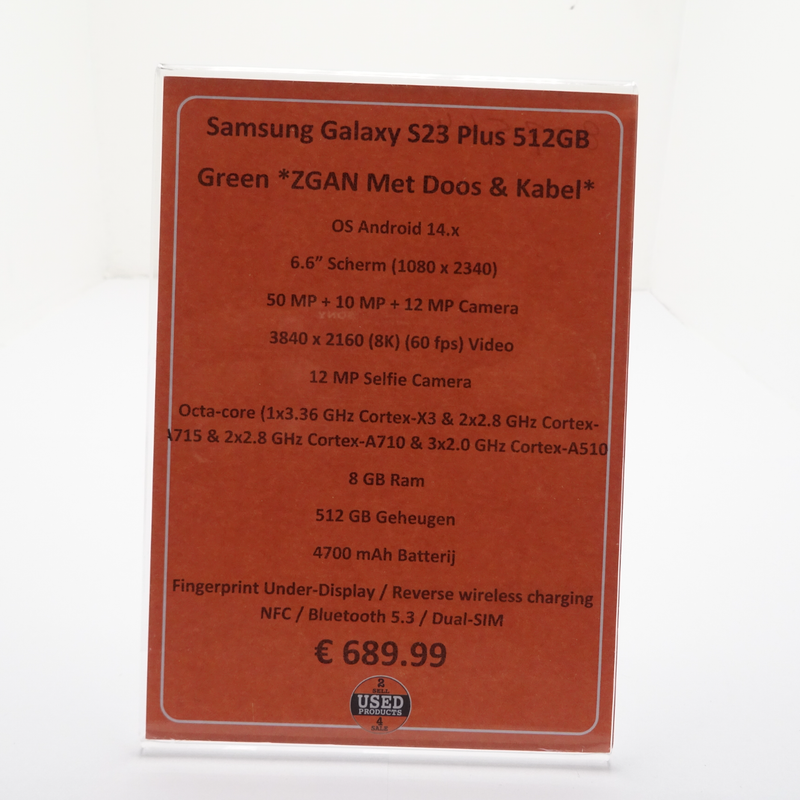 Samsung Galaxy S23 Plus 512GB
Green *ZGAN Met Doos & Kabel*
OS Android 14.x
6.6” Scherm (1080 x 2340)
50 MP + 10 MP + 12 MP Camera
3840 x 2160 (8K) (60 fps) Video
12 MP Selfie Camera
Octa-core (1x3.36 GHz Cortex-X3 & 2x2.8 GHz Cortex-
A715 & 2x2.8 GHz Cortex-A710 & 3x2.0 GHz Cortex-A510
8 GB Ram
512 GB Geheugen
4700 mAh Batterij
Fingerprint Under-Display / Reverse wireless charging
NFC / Bluetooth 5.3 / Dual-SIM
€ 689.99
2
SELL
USED
PRODUCTS
4
SALE